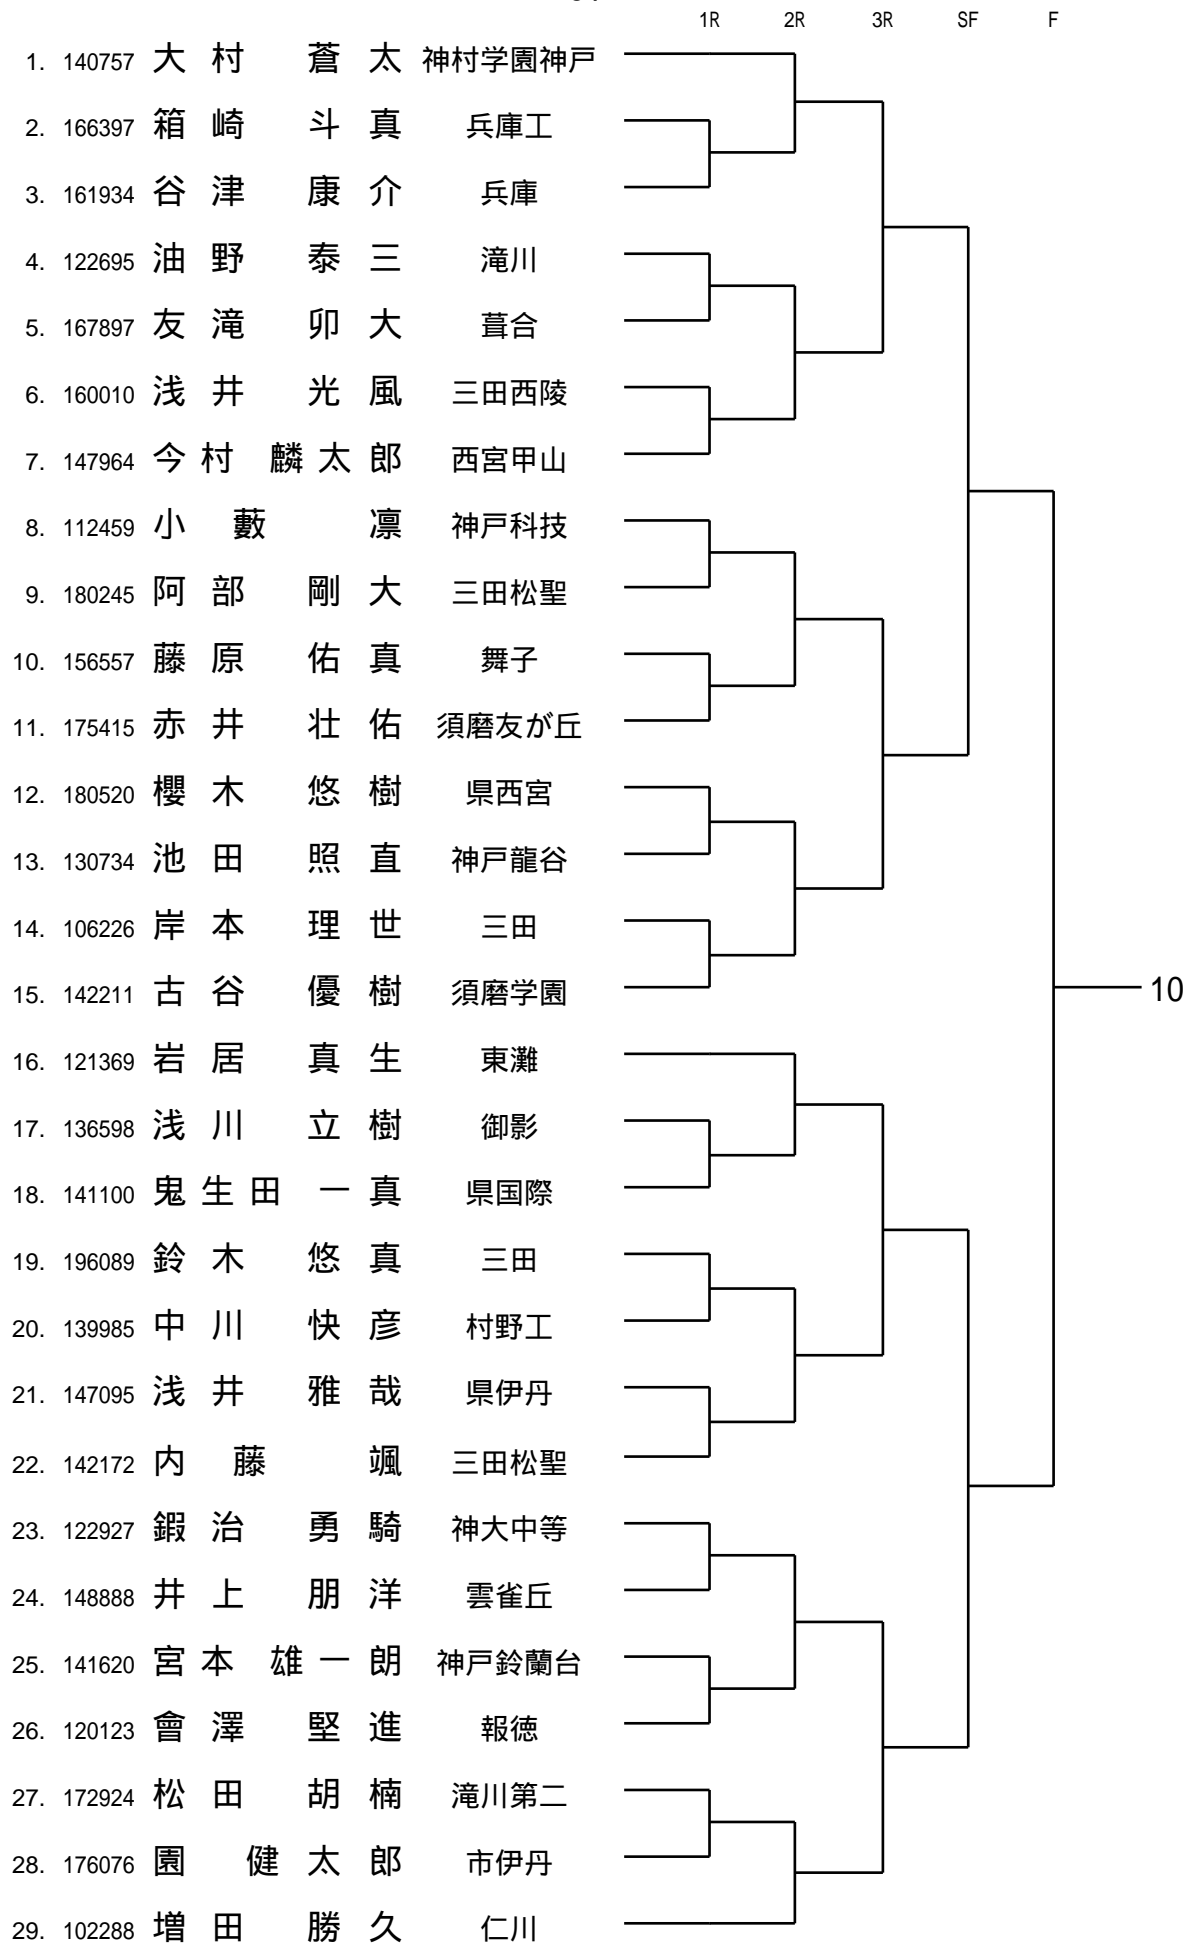 1R 2R 3R SF F
1. 140757 大村 蒼太 神村学園神戸
2. 166397 箱崎 斗真 兵庫工
3. 161934 谷津 康介 兵庫
4. 122695 油野 泰三 滝川
5. 167897 友滝 卯大 葺合
6. 160010 浅井 光風 三田西陵
7. 147964 今村 麟太郎 西宮甲山
8. 112459 小藪 凛 神戸科技
9. 180245 阿部 剛大 三田松聖
10. 156557 藤原 佑真 舞子
11. 175415 赤井 壮佑 須磨友が丘
12. 180520 櫻木 悠樹 県西宮
13. 130734 池田 照直 神戸龍谷
14. 106226 岸本 理世 三田
15. 142211 古谷 優樹 須磨学園
10
16. 121369 岩居 真生 東灘
17. 136598 浅川 立樹 御影
18. 141100 鬼生田 一真 県国際
19. 196089 鈴木 悠真 三田
20. 139985 中川 快彦 村野工
21. 147095 浅井 雅哉 県伊丹
22. 142172 内藤 颯 三田松聖
23. 122927 鍜治 勇騎 神大中等
24. 148888 井上 朋洋 雲雀丘
25. 141620 宮本 雄一朗 神戸鈴蘭台
26. 120123 會澤 堅進 報徳
27. 172924 松田 胡楠 滝川第二
28. 176076 園 健太郎 市伊丹
29. 102288 増田 勝久 仁川